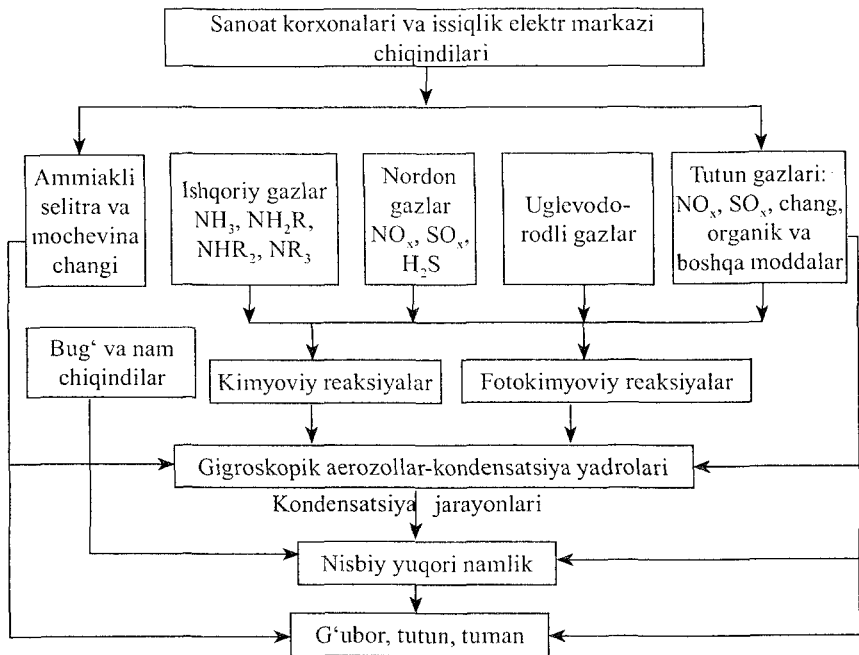 Sanoat korxonalari va issiqlik elektr markazi
chiqindilari
Ammiakli
selitra va
mochevina
changi
Ishqoriy gazlar
NH₃, NH₂R,
NHR₂, NR₃
Nordon
gazlar
NOₓ, SOₓ,
H₂S
Uglevodo-
rodli gazlar
Tutun gazlari:
NOₓ, SOₓ, chang,
organik va
boshqa moddalar
Bug‘ va nam
chiqindilar
Kimyoviy reaksiyalar
Fotokimyoviy reaksiyalar
Gigroskopik aerozollar-kondensatsiya yadrolari
Kondensatsiya jarayonlari
Nisbiy yuqori namlik
G‘ubor, tutun, tuman